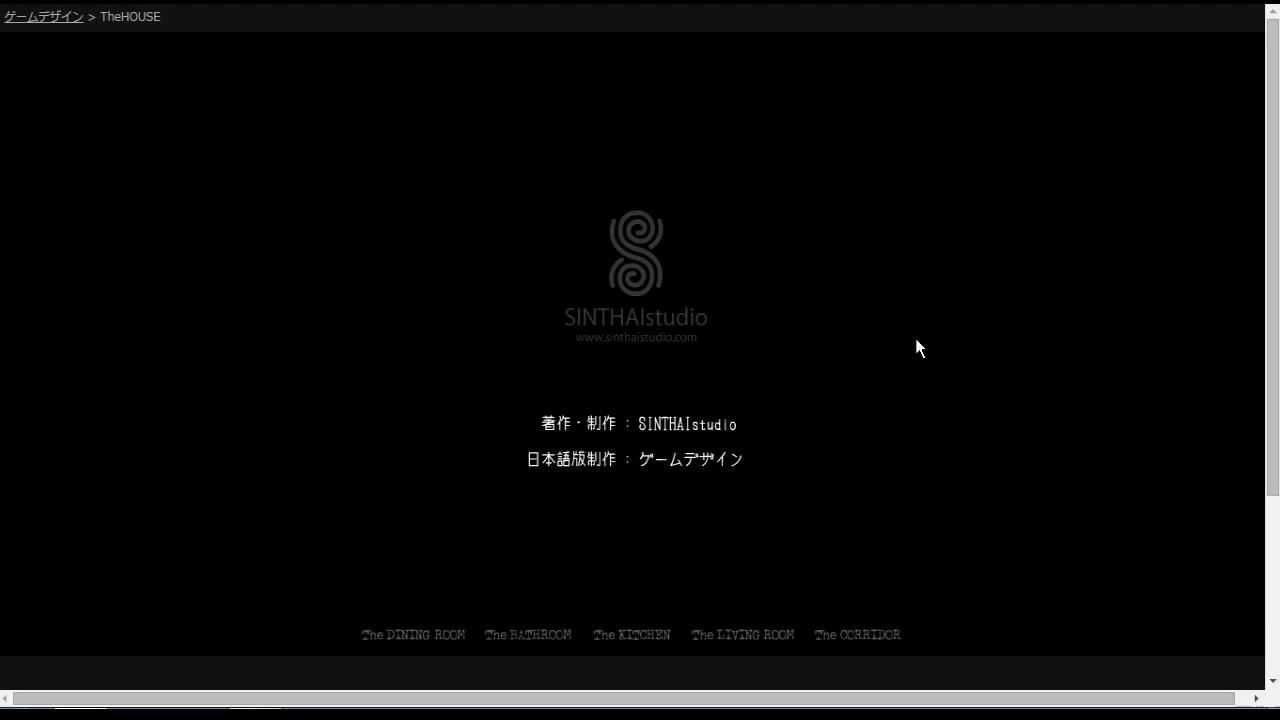 ゲームデザイン > TheHOUSE
SINTHAIstudio
www.sinthaistudio.com
著作・制作 : SINTHAIstudio
日本語版制作 : ゲームデザイン
The DINING ROOM The BATHROOM The KITCHEN The LIVING ROOM The CORRIDOR